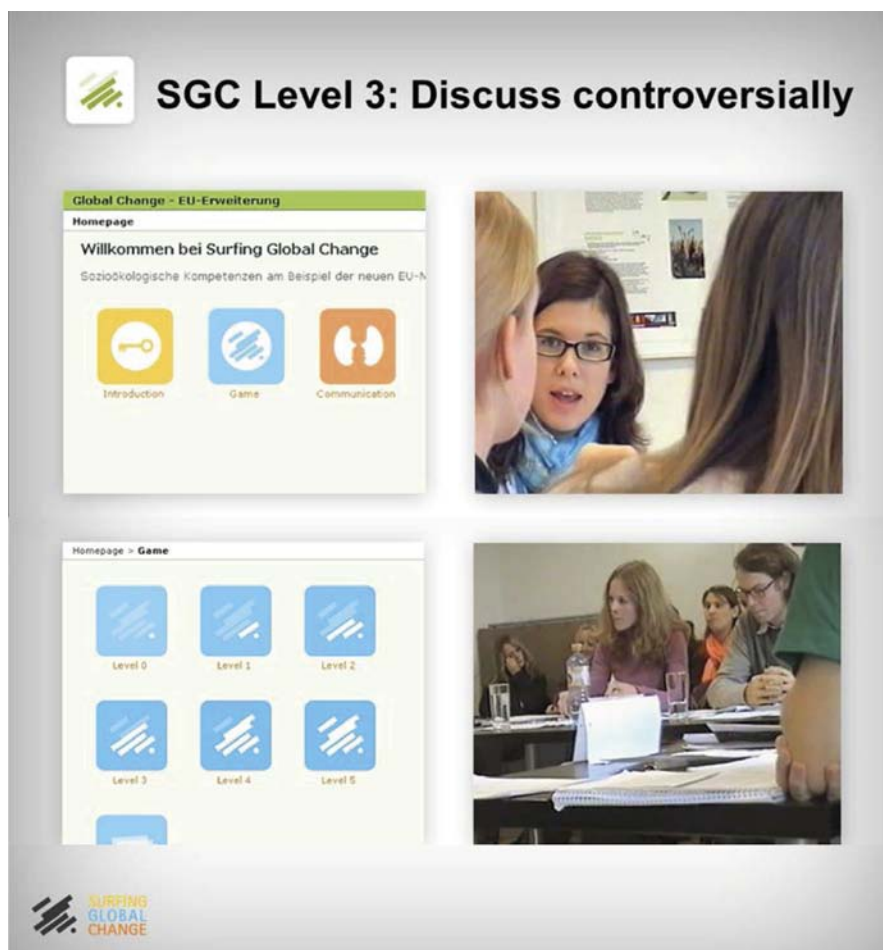 SGC Level 3: Discuss controversially
Global Change - EU-Erweiterung
Homepage
Willkommen bei Surfing Global Change
Sozioökologische Kompetenzen am Beispiel der neuen EU-M
Introduction
Game
Communication
Homepage > Game
Level 0
Level 1
Level 2
Level 3
Level 4
Level 5
SURFING
GLOBAL
CHANGE